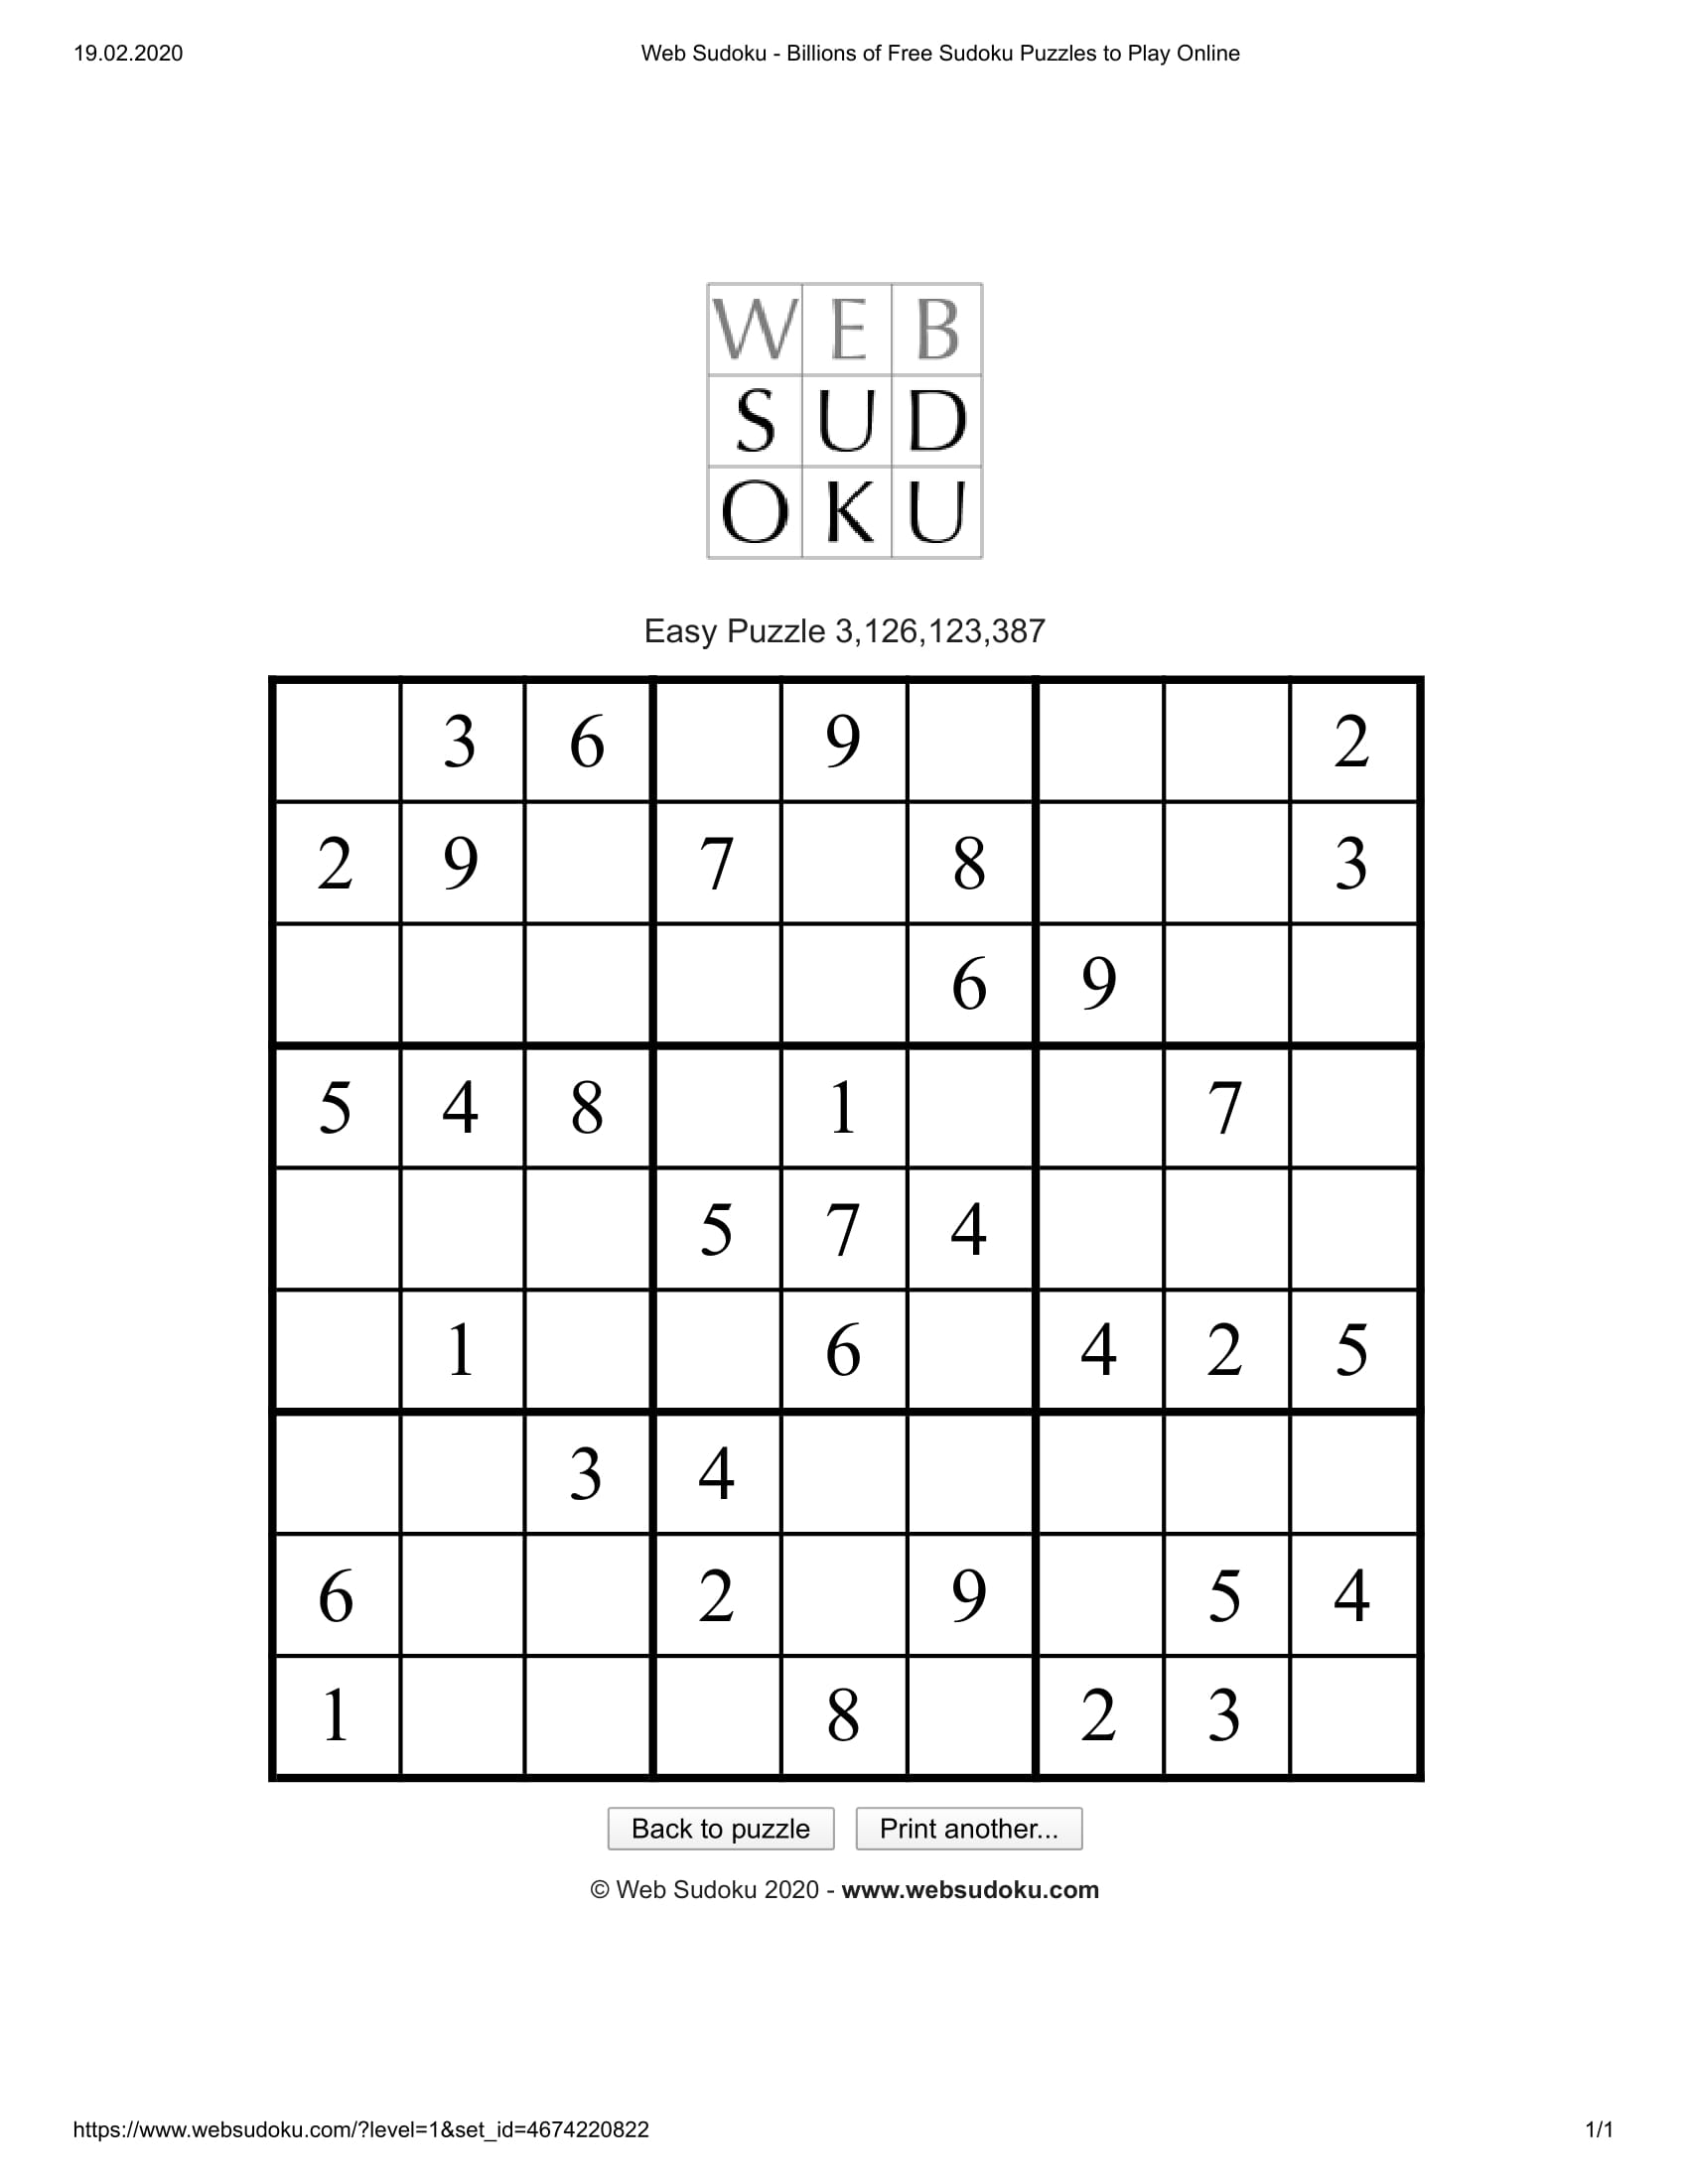 19.02.2020 Web Sudoku - Billions of Free Sudoku Puzzles to Play Online
W E B
S U D
O K U
Easy Puzzle 3,126,123,387
3 6 9 2
2 9 7 8 3
6 9
5 4 8 1 7
5 7 4
1 6 4 2 5
3 4
6 2 9 5 4
1 8 2 3
Back to puzzle Print another...
© Web Sudoku 2020 - www.websudoku.com
https://www.websudoku.com/?level=1&set_id=4674220822 1/1